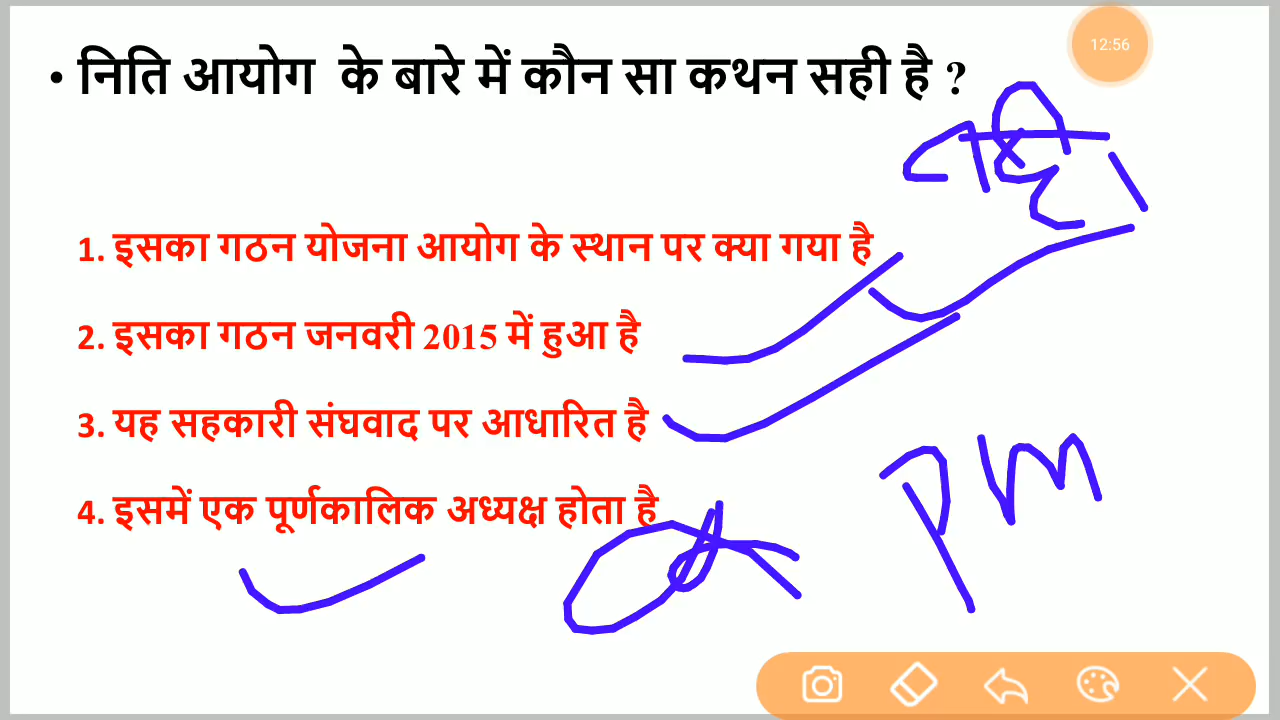 • निति आयोग के बारे में कौन सा कथन सही है ?
12:56
1. इसका गठन योजना आयोग के स्थान पर क्या गया है
2. इसका गठन जनवरी 2015 में हुआ है
3. यह सहकारी संघवाद पर आधारित है
4. इसमें एक पूर्णकालिक अध्यक्ष होता है
PM